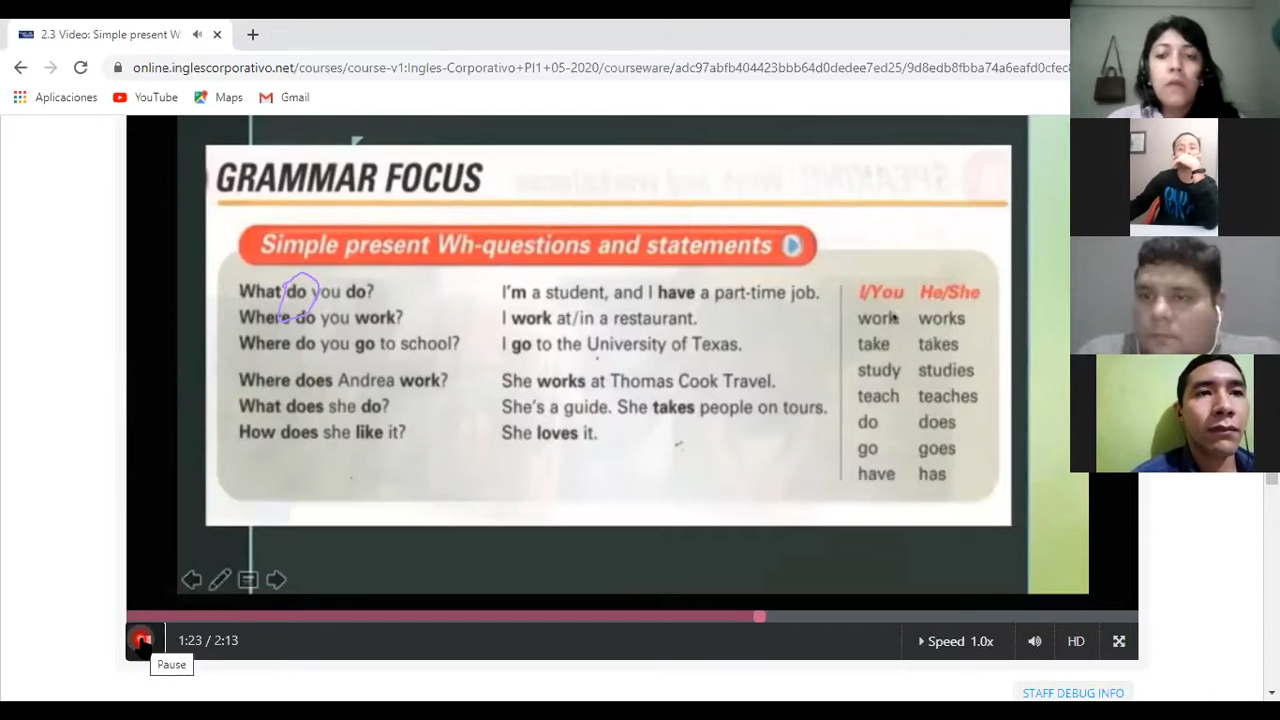 2.3 Video: Simple present W
online.inglescorporativo.net/courses/course-v1:Ingles-Corporativo+PI1+05-2020/courseware/adc97abfb404423bbb64d0dedee7ed25/9d8edb8fbba74a6eafd0cfec
Aplicaciones YouTube Maps Gmail
GRAMMAR FOCUS
Simple present Wh-questions and statements
What do you do? I'm a student, and I have a part-time job. I/You He/She
Where do you work? I work at/in a restaurant. work works
Where do you go to school? I go to the University of Texas. take takes
study studies
Where does Andrea work? She works at Thomas Cook Travel.
teach teaches
What does she do? She's a guide. She takes people on tours.
do does
How does she like it? She loves it.
go goes
have has
1:23 / 2:13 Speed 1.0x HD
Pause
STAFF DEBUG INFO